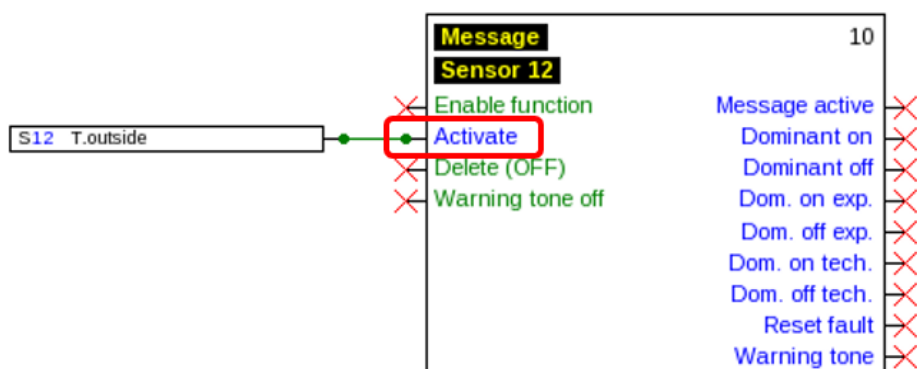 Message 10
Sensor 12
Enable function Message active
S12 T.outside Activate Dominant on
Delete (OFF) Dominant off
Warning tone off Dom. on exp.
Dom. off exp.
Dom. on tech.
Dom. off tech.
Reset fault
Warning tone